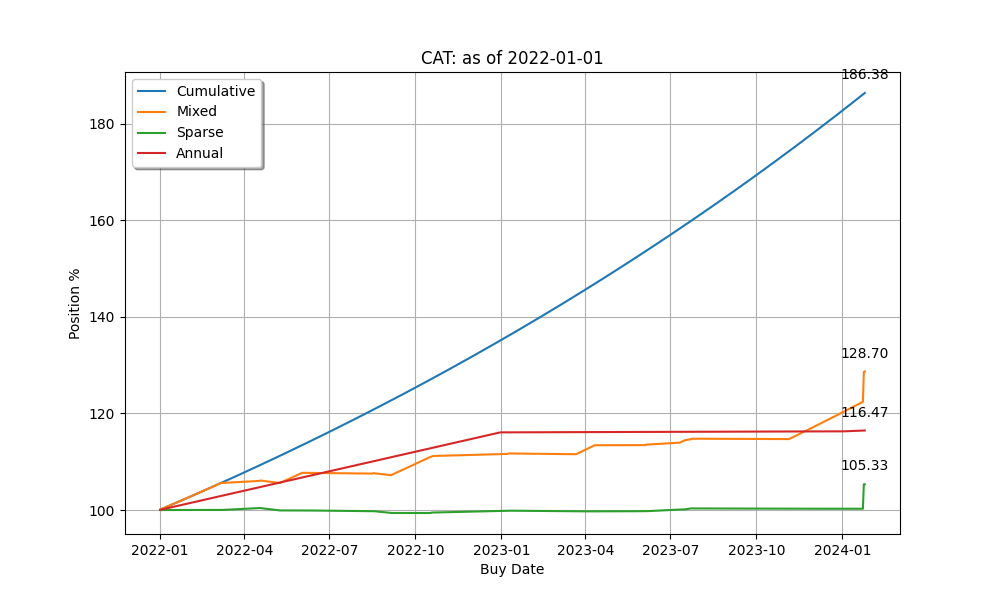 CAT: as of 2022-01-01
186.38
Cumulative
Mixed
Sparse
Annual
180
160
140
120
100
Position %
128.70
116.47
105.33
2022-01 2022-04 2022-07 2022-10 2023-01 2023-04 2023-07 2023-10 2024-01
Buy Date